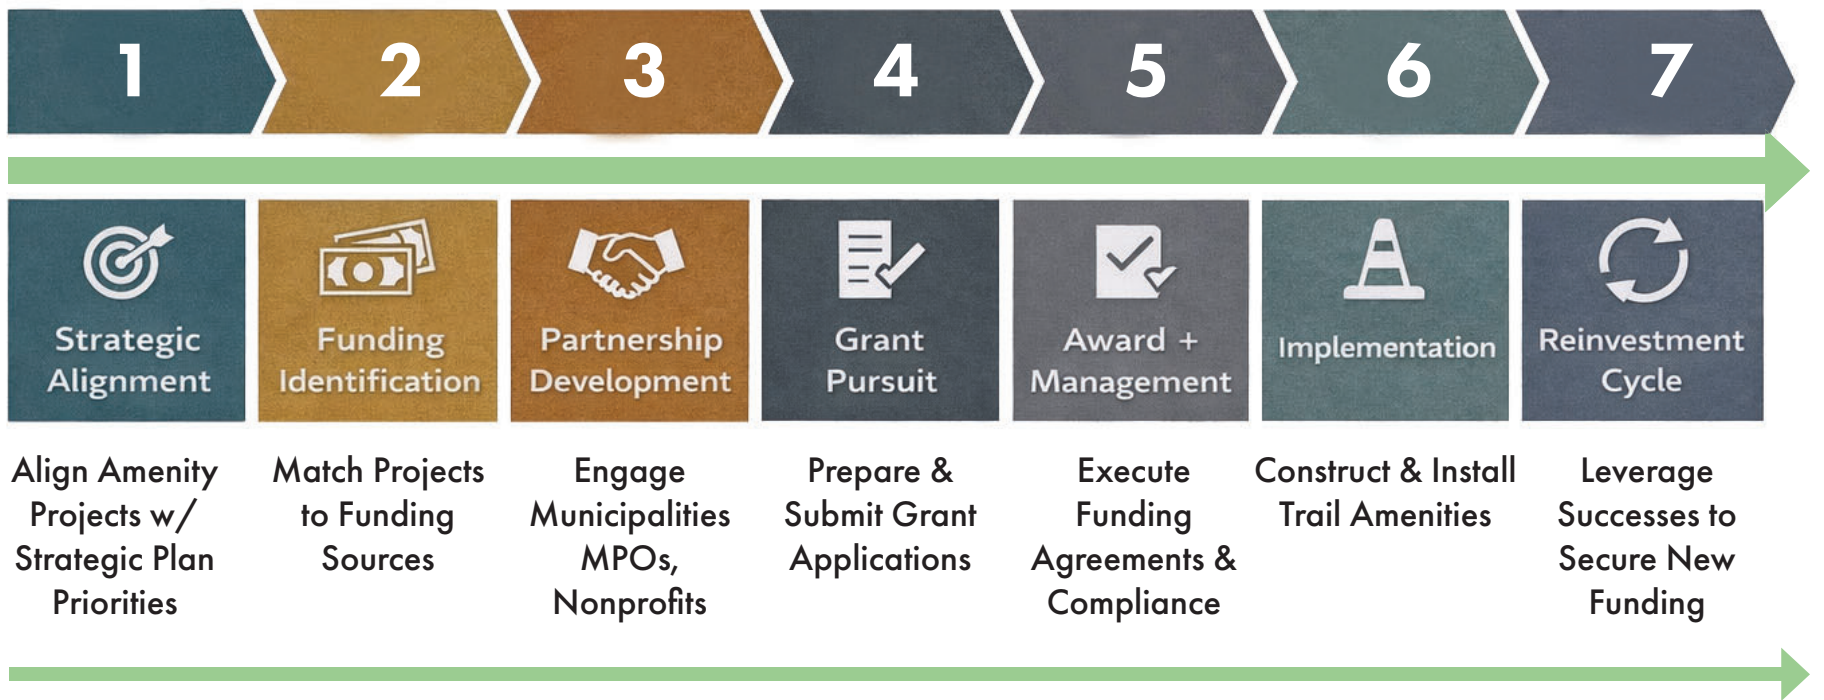 1
2
3
4
5
6
7
Strategic
Alignment
Funding
Identification
Partnership
Development
Grant
Pursuit
Award +
Management
Implementation
Reinvestment
Cycle
Align Amenity
Projects w/
Strategic Plan
Priorities
Match Projects
to Funding
Sources
Engage
Municipalities
MPOs,
Nonprofits
Prepare &
Submit Grant
Applications
Execute
Funding
Agreements &
Compliance
Construct & Install
Trail Amenities
Leverage
Successes to
Secure New
Funding